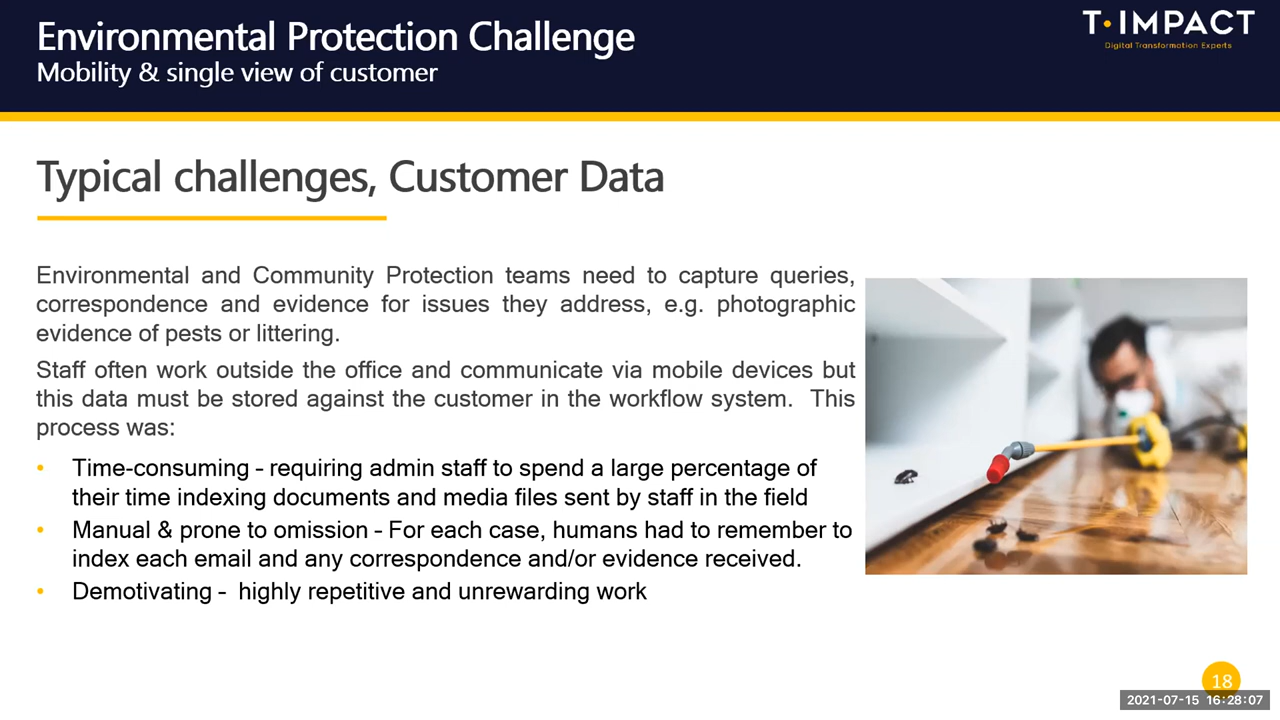 Environmental Protection Challenge
Mobility & single view of customer
T·IMPACT
Digital Transformation Experts
Typical challenges, Customer Data
Environmental and Community Protection teams need to capture queries,
correspondence and evidence for issues they address, e.g. photographic
evidence of pests or littering.
Staff often work outside the office and communicate via mobile devices but
this data must be stored against the customer in the workflow system.  This
process was:
• Time-consuming - requiring admin staff to spend a large percentage of
their time indexing documents and media files sent by staff in the field
• Manual & prone to omission - For each case, humans had to remember to
index each email and any correspondence and/or evidence received.
• Demotivating -  highly repetitive and unrewarding work
18
2021-07-15 16:28:07